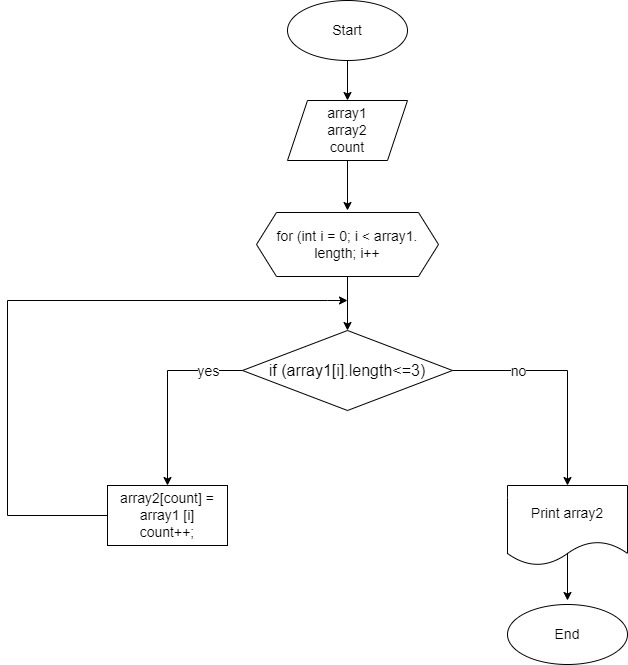 Start
array1
array2
count
for (int i = 0; i < array1.
length; i++
if (array1[i].length<=3)
yes
no
array2[count] =
array1 [i]
count++;
Print array2
End